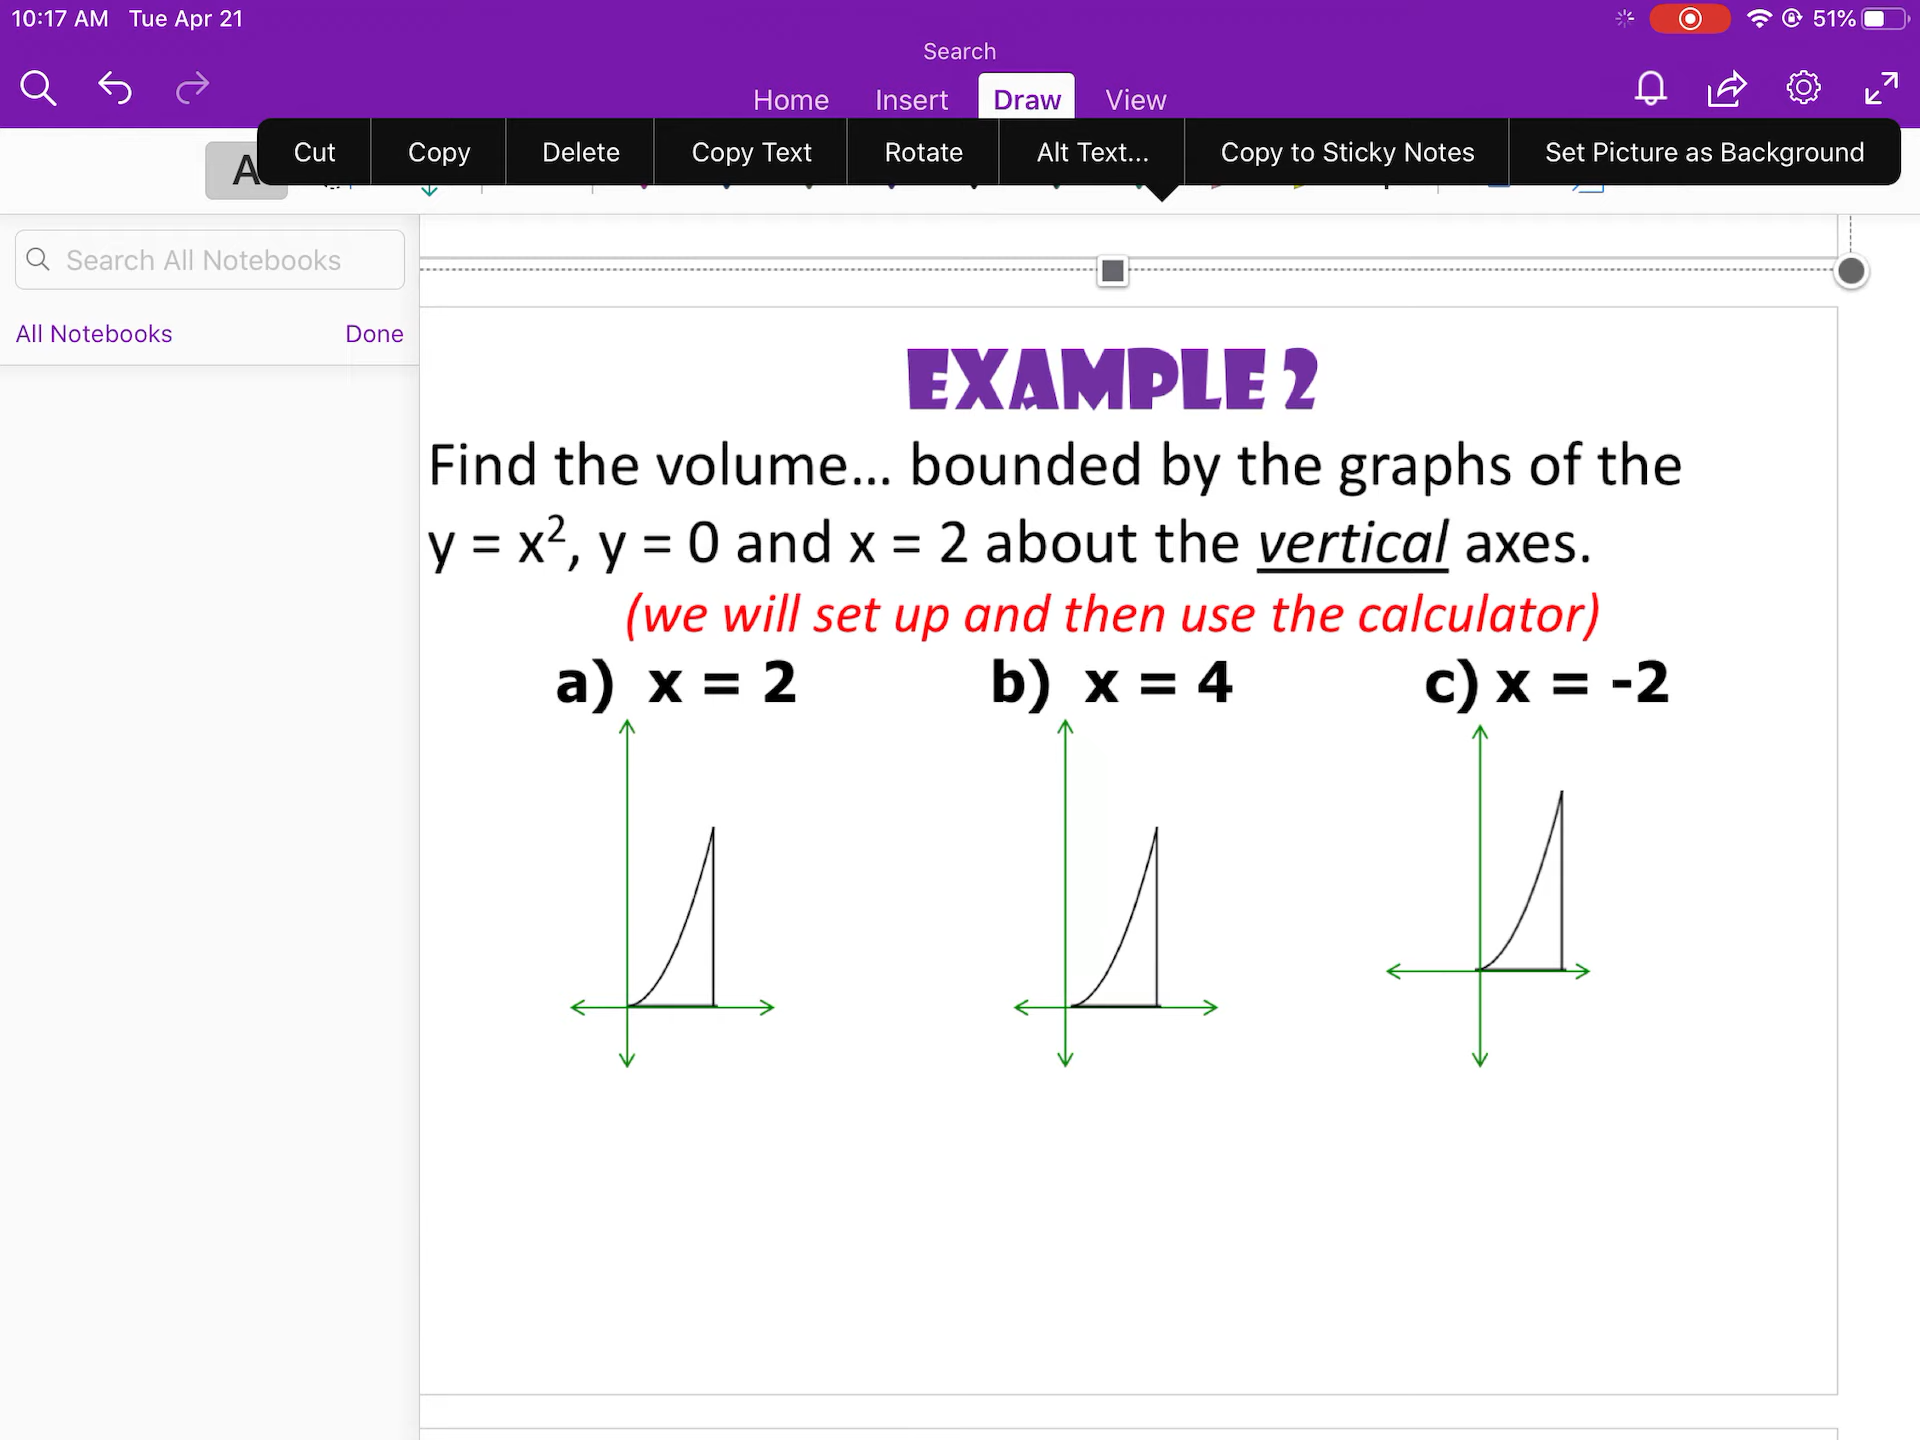 10:17 AM Tue Apr 21
51%
Search
Home Insert Draw View
A
Cut Copy Delete Copy Text Rotate Alt Text... Copy to Sticky Notes Set Picture as Background
Search All Notebooks
All Notebooks Done
EXAMPLE 2
Find the volume... bounded by the graphs of the
y = x², y = 0 and x = 2 about the vertical axes.
(we will set up and then use the calculator)
a) x = 2 b) x = 4 c) x = -2